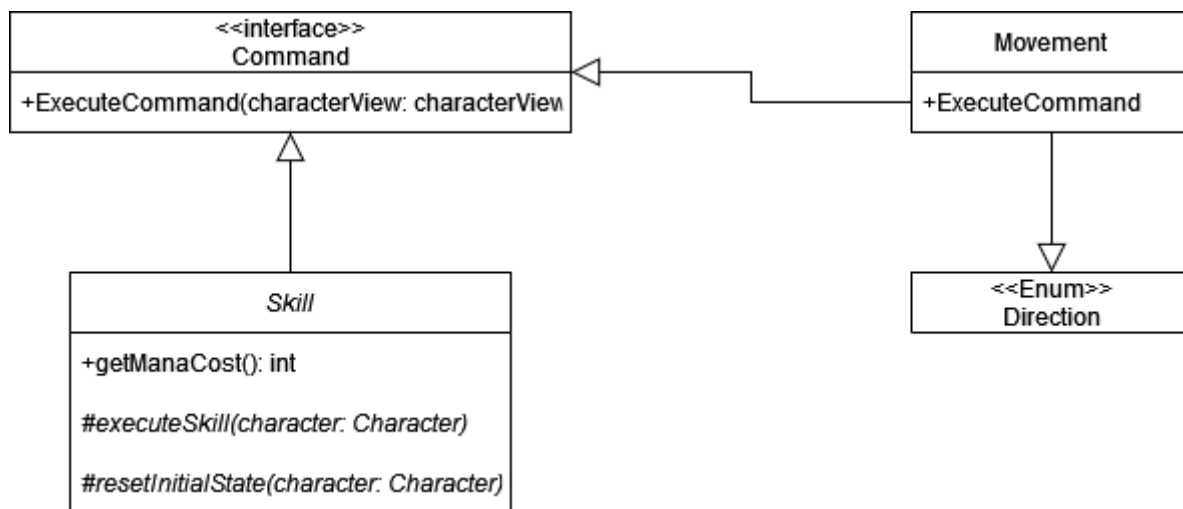 <<interface>>
Command
+ExecuteCommand(characterView: characterView
Movement
+ExecuteCommand
Skill
+getManaCost(): int
#executeSkill(character: Character)
#resetInitialState(character: Character)
<<Enum>>
Direction